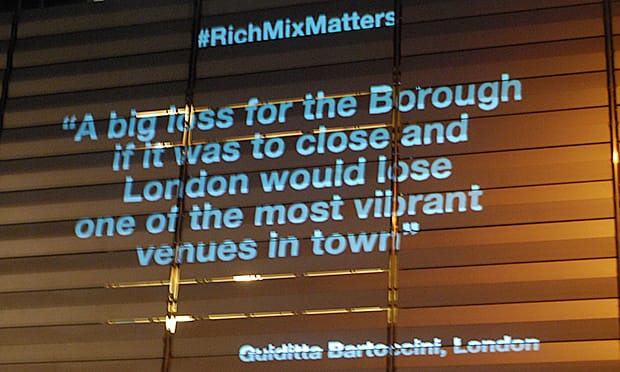 #RichMixMatters
“A big loss for the Borough
if it was to close and
London would lose
one of the most vibrant
venues in town”
Guiditta Bartoccini, London